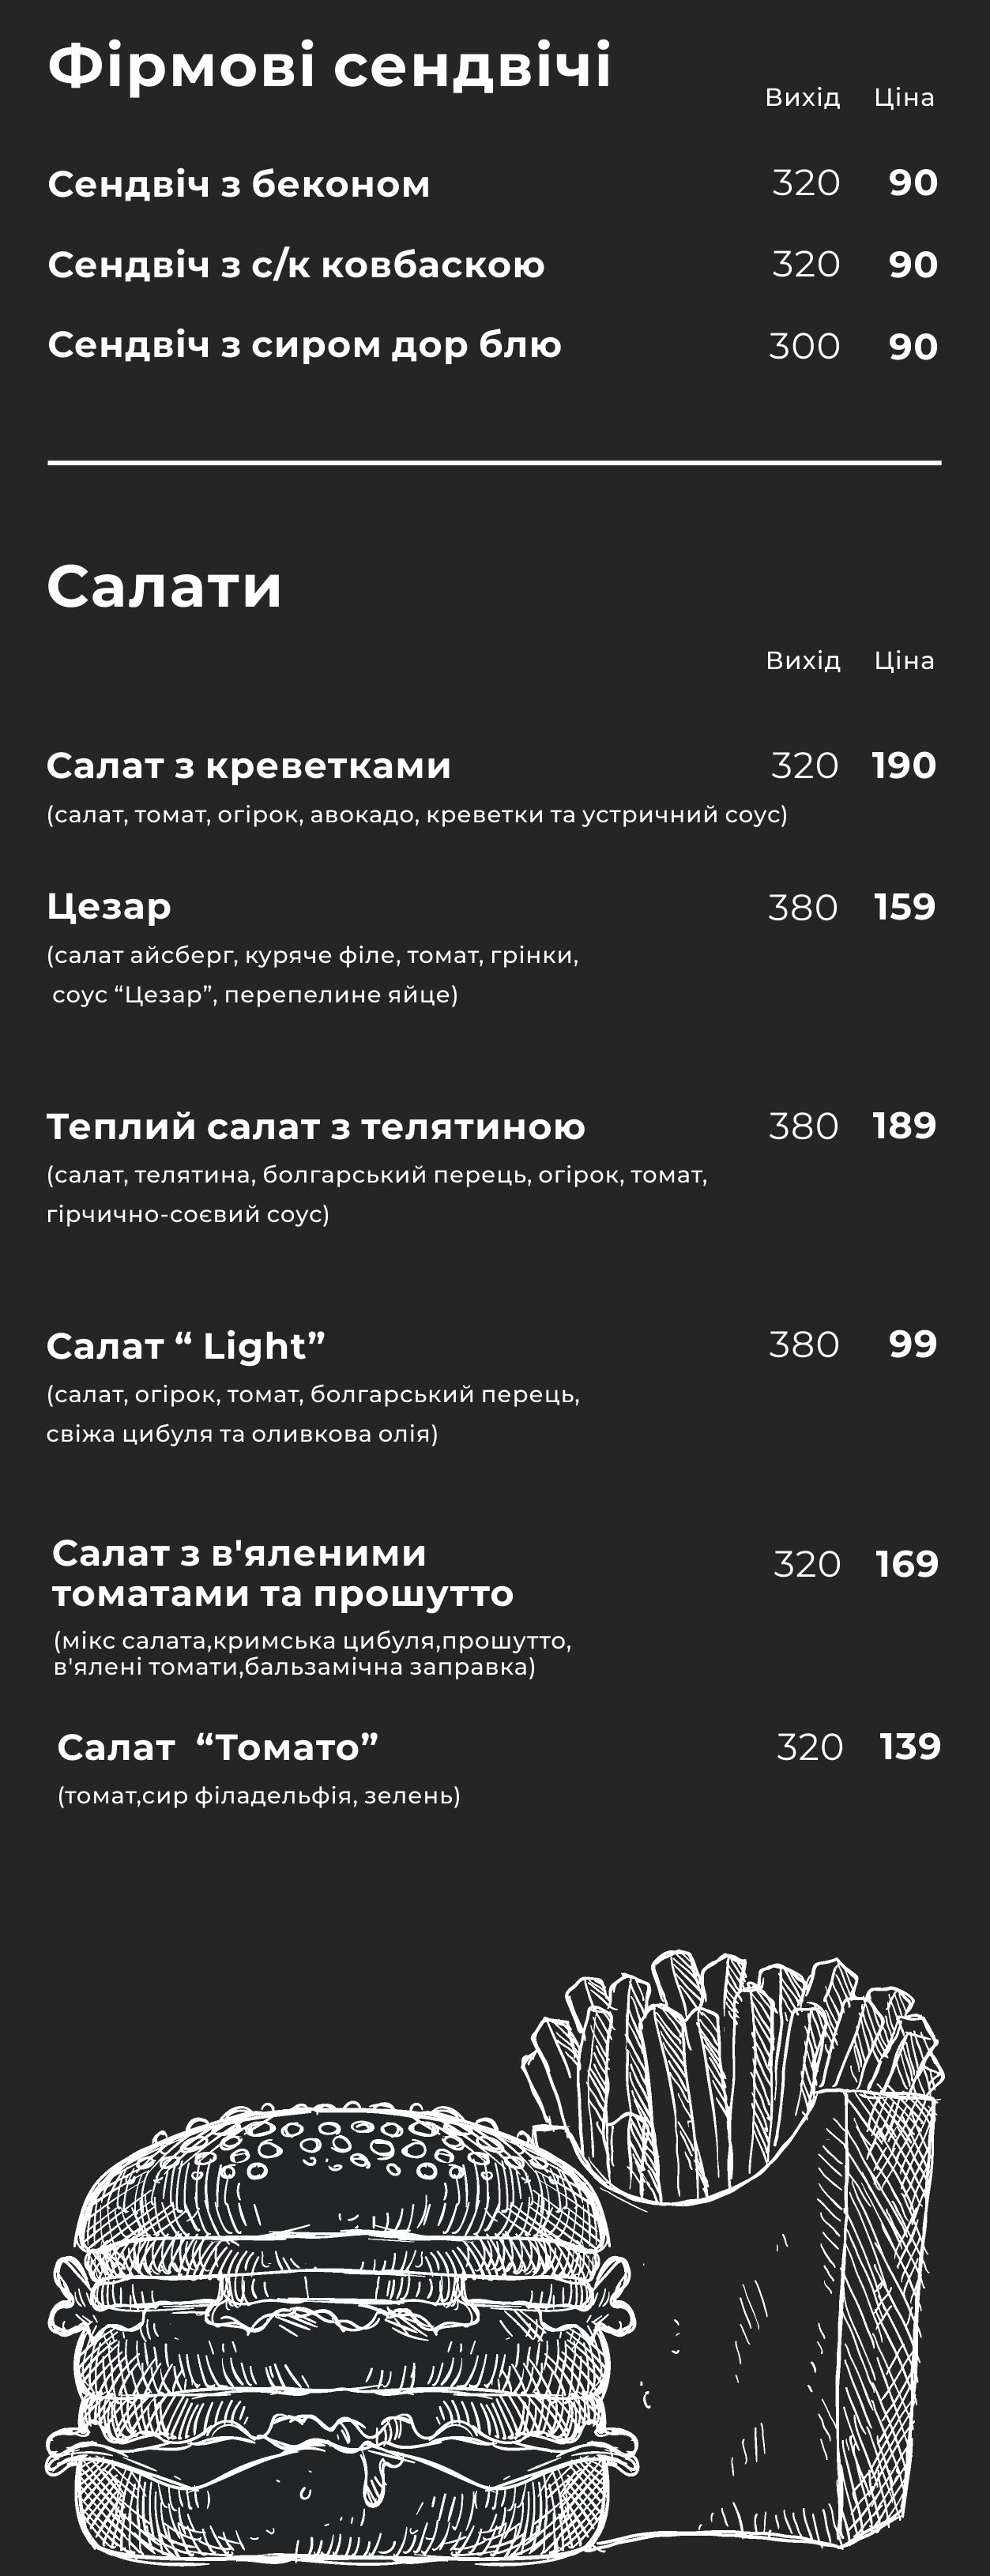 Фірмові сендвічі
Вихід Ціна
Сендвіч з беконом 320 90
Сендвіч з с/к ковбаскою 320 90
Сендвіч з сиром дор блю 300 90
Салати
Вихід Ціна
Салат з креветками 320 190
(салат, томат, огірок, авокадо, креветки та устричний соус)
Цезар 380 159
(салат айсберг, куряче філе, томат, грінки,
соус “Цезар”, перепелине яйце)
Теплий салат з телятиною 380 189
(салат, телятина, болгарський перець, огірок, томат,
гірчично-соєвий соус)
Салат “ Light” 380 99
(салат, огірок, томат, болгарський перець,
свіжа цибуля та оливкова олія)
Салат з в'яленими
томатами та прошутто 320 169
(мікс салата,кримська цибуля,прошутто,
в'ялені томати,бальзамічна заправка)
Салат “Томато” 320 139
(томат,сир філадельфія, зелень)